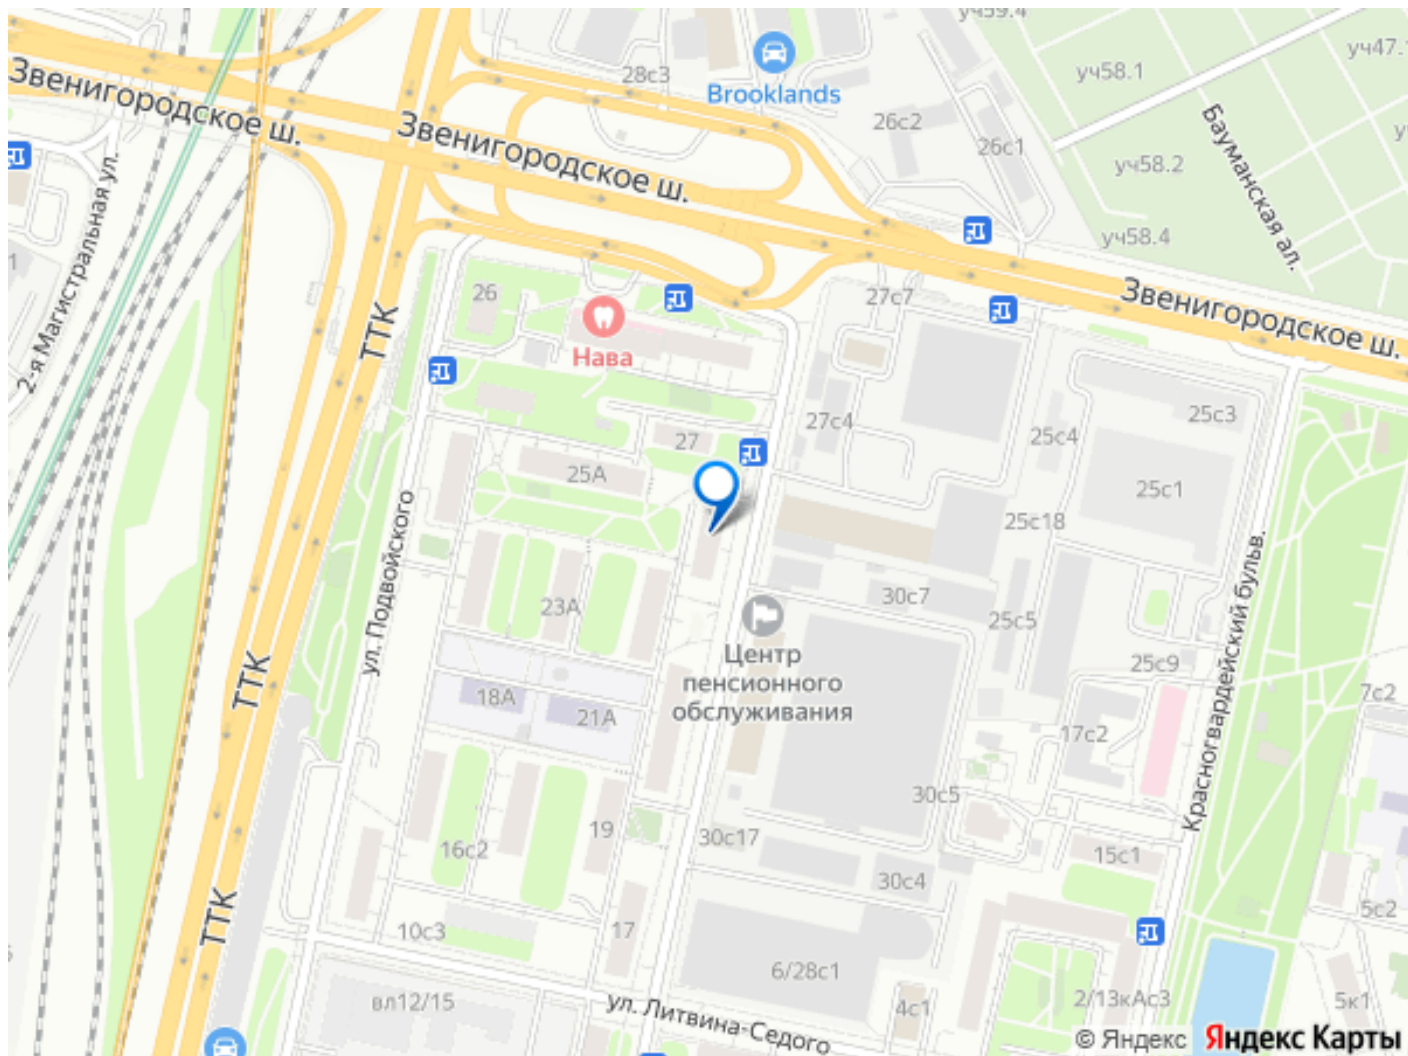 уч59.4
уч47.
28с3
Brooklands
уч58.1
Звенигородское ш.
Звенигородское ш.
26с2
26с1
Бауманская ал.
уч58.2
2-я Магистральная ул.
уч58.4
26
27с7
Звенигородское ш.
ТТК
Нава
27с4
25с3
25с4
27
25А
25с1
ул. Подвойского
25с18
Красногвардейский бульв.
23А
30с7
25с5
Центр
пенсионного
обслуживания
25с9
ТТК
18А
21А
7с2
17с2
30с5
19
30с17
16с2
15с1
30с4
ТТК
5с2
10с3
17
6/28с1
вл12/15
ул. Литвина-Седого
4с1
2/13кАс3
5к1
© Яндекс Яндекс Карты